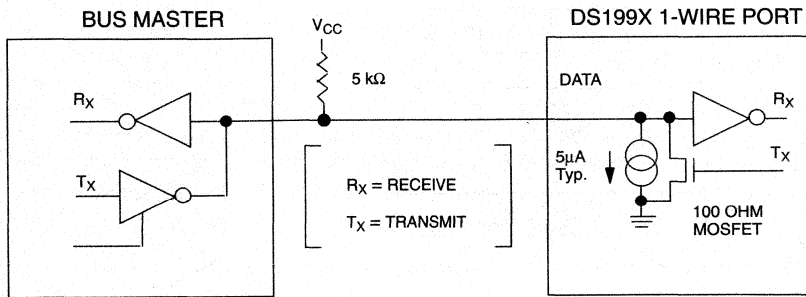 BUS MASTER
DS199X 1-WIRE PORT
VCC
5 kΩ
DATA
RX
RX
TX
TX
5µA
Typ.
RX = RECEIVE
TX = TRANSMIT
100 OHM
MOSFET